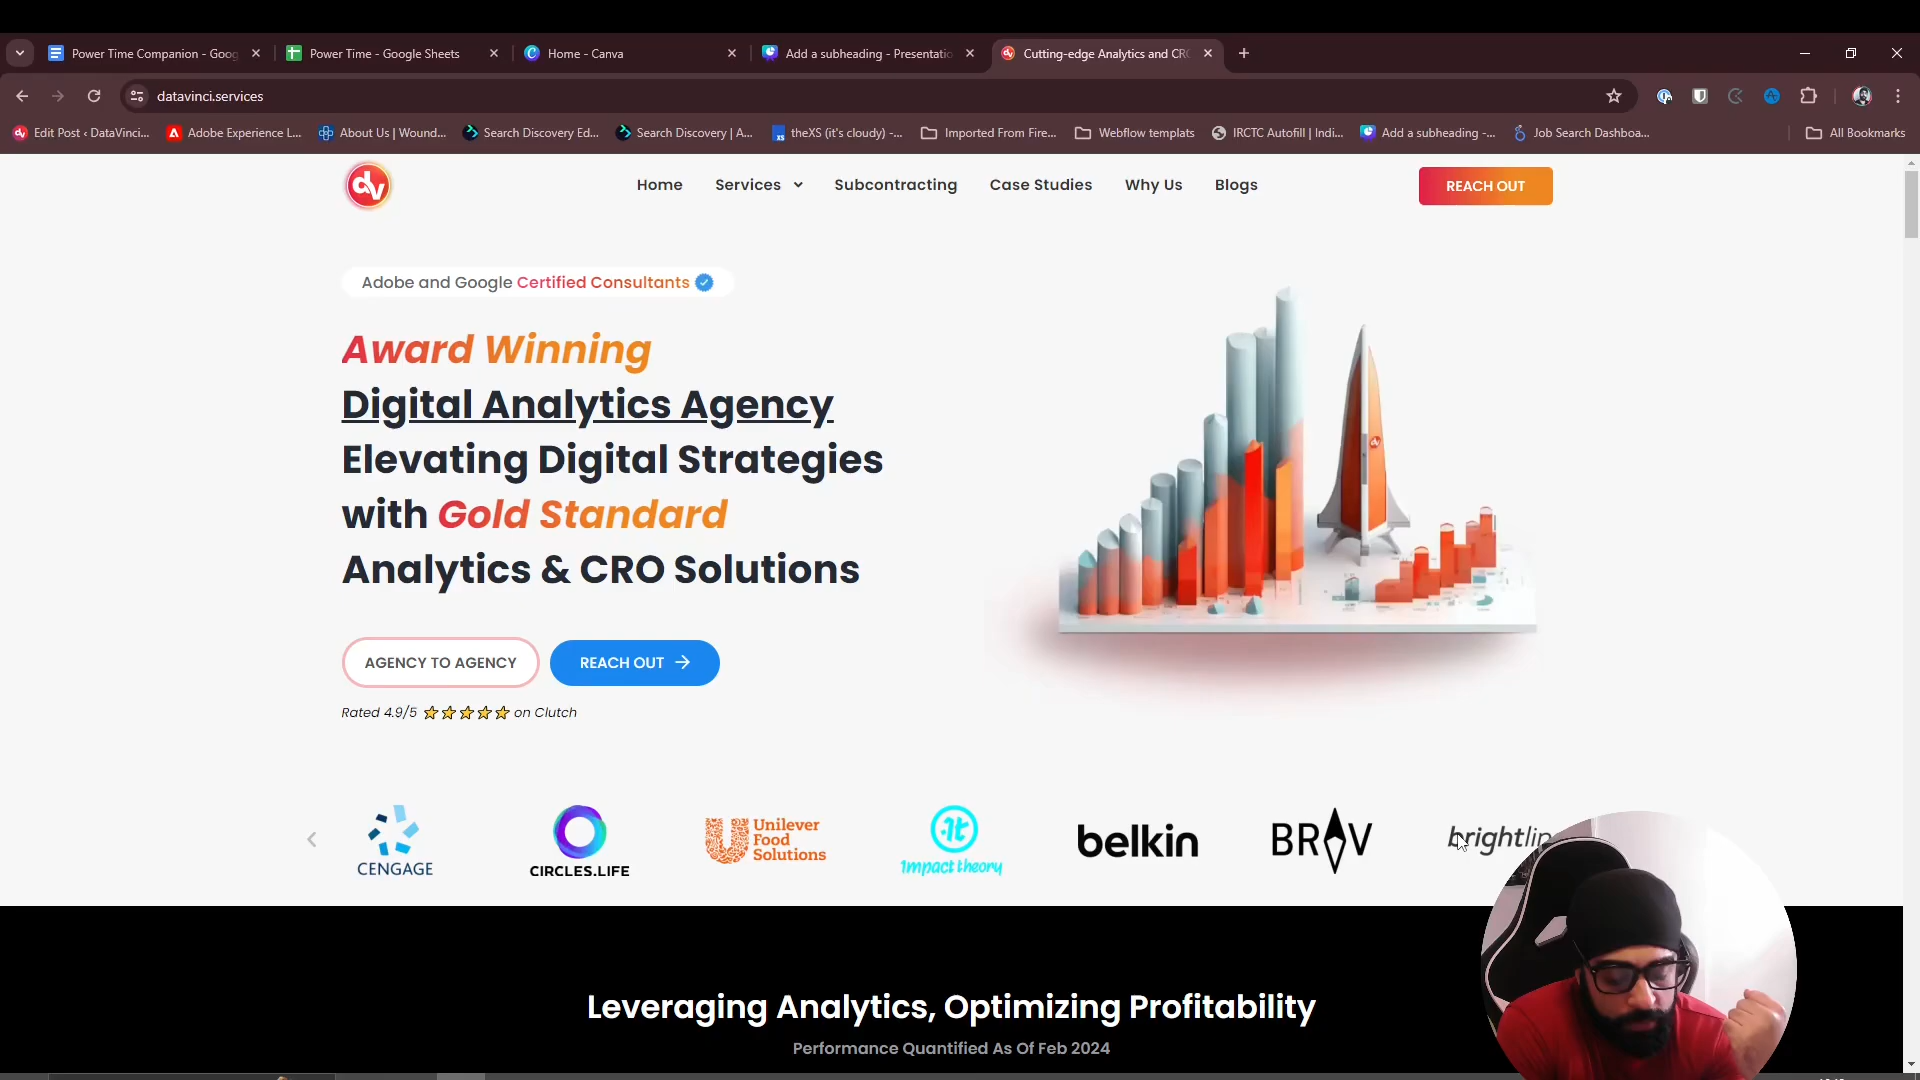 Power Time Companion - Goog
Power Time - Google Sheets
Home - Canva
Add a subheading - Presentatio
Cutting-edge Analytics and CR
datavinci.services
Edit Post ‹ DataVinci...
Adobe Experience L...
About Us | Wound...
Search Discovery Ed...
Search Discovery | A...
theXS (it's cloudy) -...
Imported From Fire...
Webflow templats
IRCTC Autofill | Indi...
Add a subheading -...
Job Search Dashboa...
All Bookmarks
dv
Home
Services
Subcontracting
Case Studies
Why Us
Blogs
REACH OUT
Adobe and Google Certified Consultants
Award Winning
Digital Analytics Agency
Elevating Digital Strategies
with Gold Standard
Analytics & CRO Solutions
AGENCY TO AGENCY
REACH OUT
Rated 4.9/5 ⭐⭐⭐⭐⭐ on Clutch
CENGAGE
CIRCLES.LIFE
Unilever
Food
Solutions
1t
1mpact theory
belkin
BRAV
brightlin
Leveraging Analytics, Optimizing Profitability
Performance Quantified As Of Feb 2024